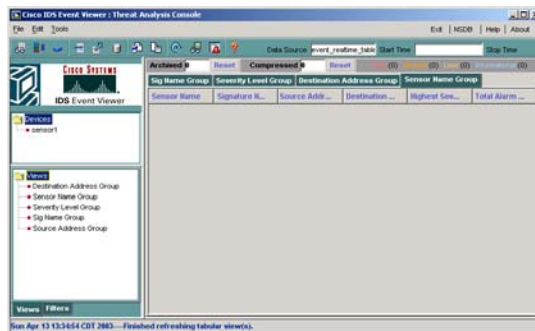 Cisco IDS Event Viewer : Threat Analysis Console
File Edit Tools
Exit | NSDB | Help | About
Data Source event_realtime_table Start Time Stop Time
CISCO SYSTEMS
IDS Event Viewer
Archived 0 Reset Compressed 0 Reset (0) (0) (0) (0)
Sig Name Group Severity Level Group Destination Address Group Sensor Name Group
Sensor Name Signature N... Source Addr... Destination ... Highest Sev... Total Alarm ...
Devices
sensor1
Views
Destination Address Group
Sensor Name Group
Severity Level Group
Sig Name Group
Source Address Group
Views Filters
Sun Apr 13 13:34:54 CDT 2003---Finished refreshing tabular view(s).